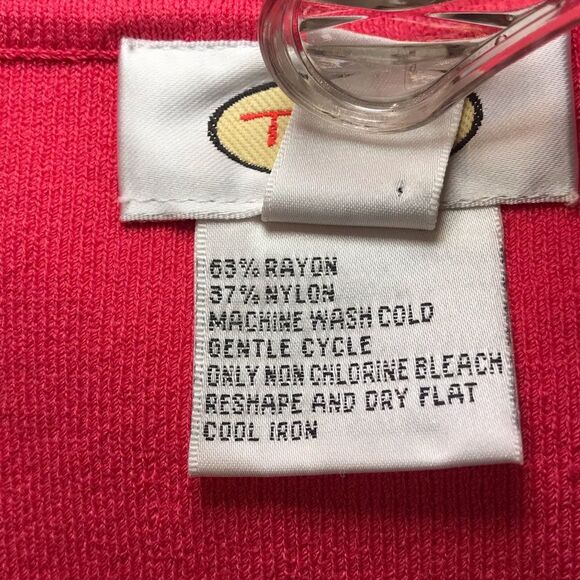 T
63% RAYON
37% NYLON
MACHINE WASH COLD
GENTLE CYCLE
ONLY NON CHLORINE BLEACH
RESHAPE AND DRY FLAT
COOL IRON